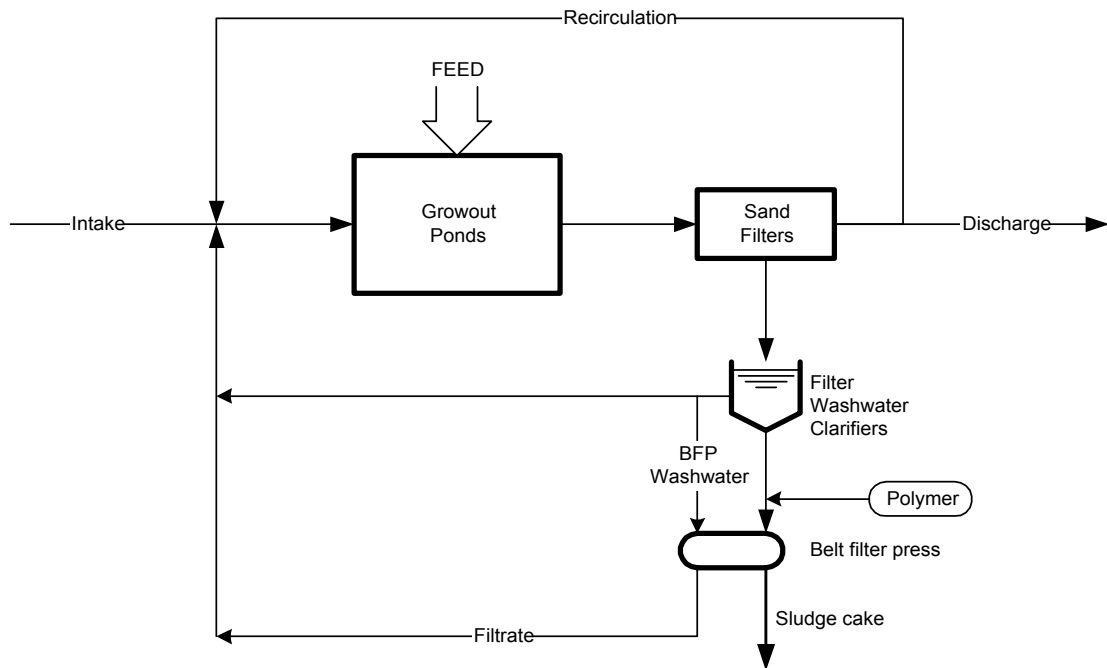 Recirculation
FEED
Intake
Growout
Ponds
Sand
Filters
Discharge
Filter
Washwater
Clarifiers
BFP
Washwater
Polymer
Belt filter press
Sludge cake
Filtrate